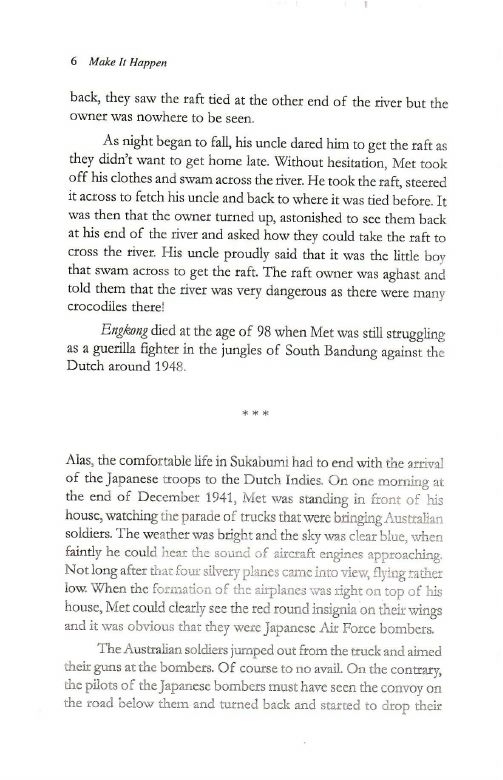 6 Make It Happen
back, they saw the raft tied at the other end of the river but the
owner was nowhere to be seen.
As night began to fall, his uncle dared him to get the raft as
they didn't want to get home late. Without hesitation, Met took
off his clothes and swam across the river. He took the raft, steered
it across to fetch his uncle and back to where it was tied before. It
was then that the owner turned up, astonished to see them back
at his end of the river and asked how they could take the raft to
cross the river. His uncle proudly said that it was the little boy
that swam across to get the raft. The raft owner was aghast and
told them that the river was very dangerous as there were many
crocodiles there!
Engkong died at the age of 98 when Met was still struggling
as a guerilla fighter in the jungles of South Bandung against the
Dutch around 1948.
* * *
Alas, the comfortable life in Sukabumi had to end with the arrival
of the Japanese troops to the Dutch Indies. On one morning at
the end of December 1941, Met was standing in front of his
house, watching the parade of trucks that were bringing Australian
soldiers. The weather was bright and the sky was clear blue, when
faintly he could hear the sound of aircraft engines approaching.
Not long after that four silvery planes came into view, flying rather
low. When the formation of the airplanes was right on top of his
house, Met could clearly see the red round insignia on their wings
and it was obvious that they were Japanese Air Force bombers.
The Australian soldiers jumped out from the truck and aimed
their guns at the bombers. Of course to no avail. On the contrary,
the pilots of the Japanese bombers must have seen the convoy on
the road below them and turned back and started to drop their